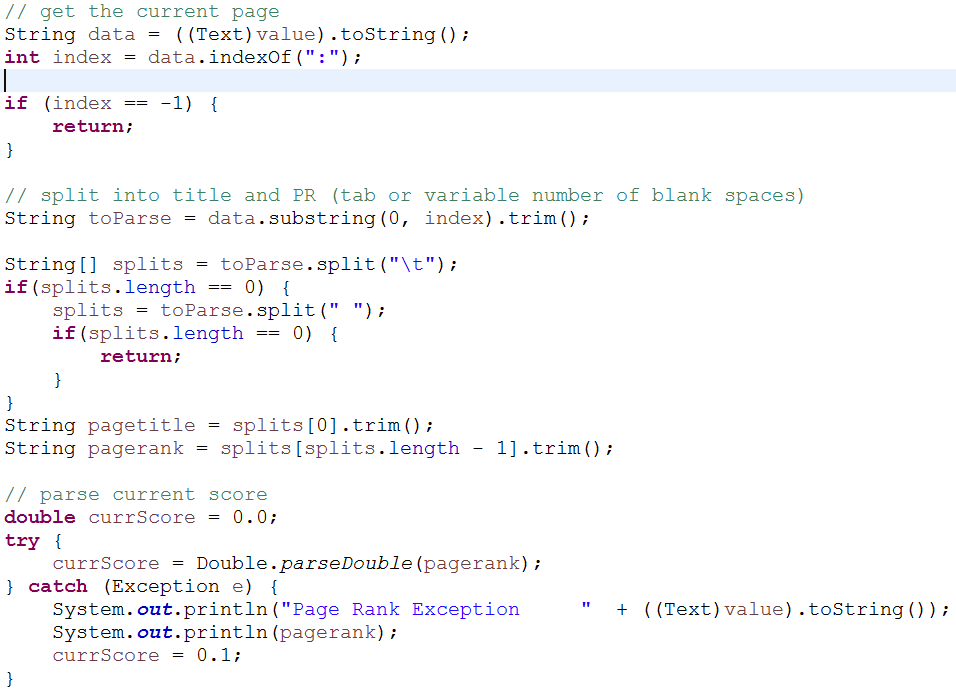 // get the current page
String data = ((Text)value).toString();
int index = data.indexOf(":");
if (index == -1) {
    return;
}
// split into title and PR (tab or variable number of blank spaces)
String toParse = data.substring(0, index).trim();
String[] splits = toParse.split("\t");
if(splits.length == 0) {
    splits = toParse.split(" ");
    if(splits.length == 0) {
        return;
    }
}
String pagetitle = splits[0].trim();
String pagerank = splits[splits.length - 1].trim();
// parse current score
double currScore = 0.0;
try {
    currScore = Double.parseDouble(pagerank);
} catch (Exception e) {
    System.out.println("Page Rank Exception     "  + ((Text)value).toString());
    System.out.println(pagerank);
    currScore = 0.1;
}